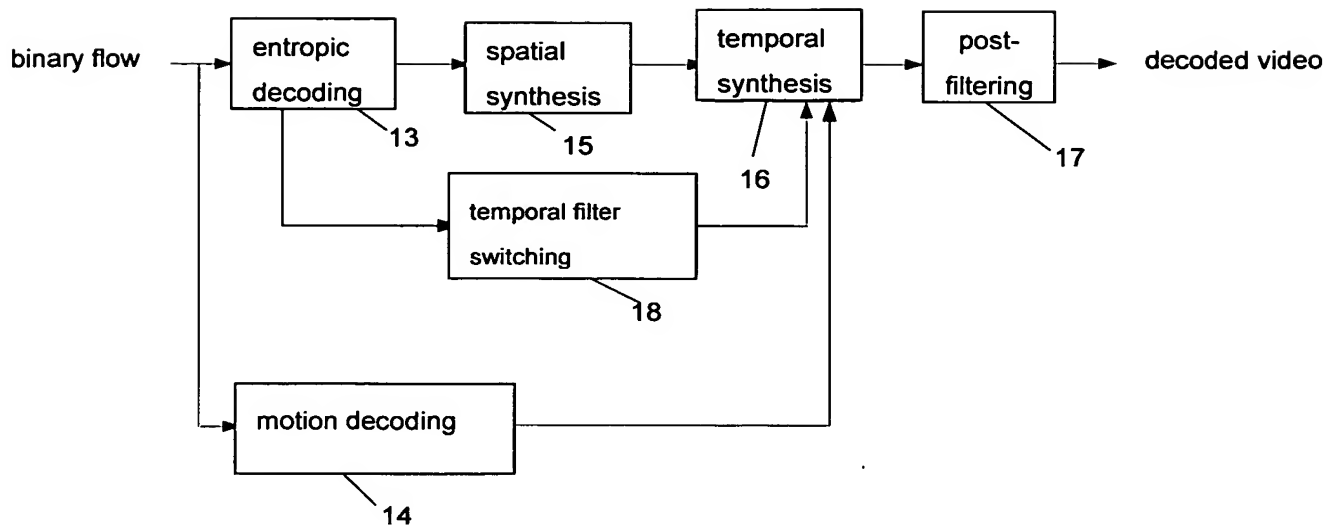 binary flow
entropic
decoding
13
spatial
synthesis
15
temporal
synthesis
16
post-
filtering
17
decoded video
temporal filter
switching
18
motion decoding
14